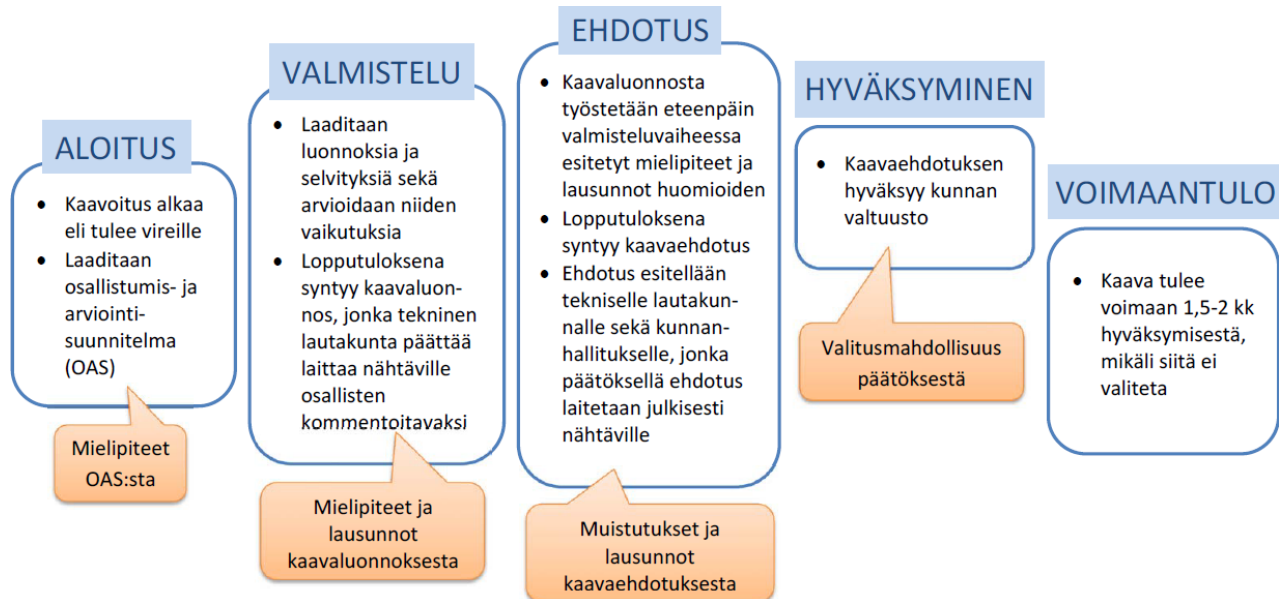 ALOITUS
• Kaavoitus alkaa
eli tulee vireille
• Laaditaan
osallistumis- ja
arviointi-
suunnitelma
(OAS)
Mielipiteet
OAS:sta
VALMISTELU
• Laaditaan
luonnoksia ja
selvityksiä sekä
arvioidaan niiden
vaikutuksia
• Lopputuloksena
syntyy kaavaluon-
nos, jonka tekninen
lautakunta päättää
laittaa nähtäville
osallisten
kommentoitavaksi
Mielipiteet ja
lausunnot
kaavaluonnoksesta
EHDOTUS
• Kaavaluonnosta
työstetään eteenpäin
valmisteluvaiheessa
esitetyt mielipiteet ja
lausunnot huomioiden
• Lopputuloksena
syntyy kaavaehdotus
• Ehdotus esitellään
tekniselle lautakun-
nalle sekä kunnan-
hallitukselle, jonka
päätöksellä ehdotus
laitetaan julkisesti
nähtäville
Muistutukset ja
lausunnot
kaavaehdotuksesta
HYVÄKSYMINEN
• Kaavaehdotuksen
hyväksyy kunnan
valtuusto
Valitusmahdollisuus
päätöksestä
VOIMAANTULO
• Kaava tulee
voimaan 1,5-2 kk
hyväksymisestä,
mikäli siitä ei
valiteta